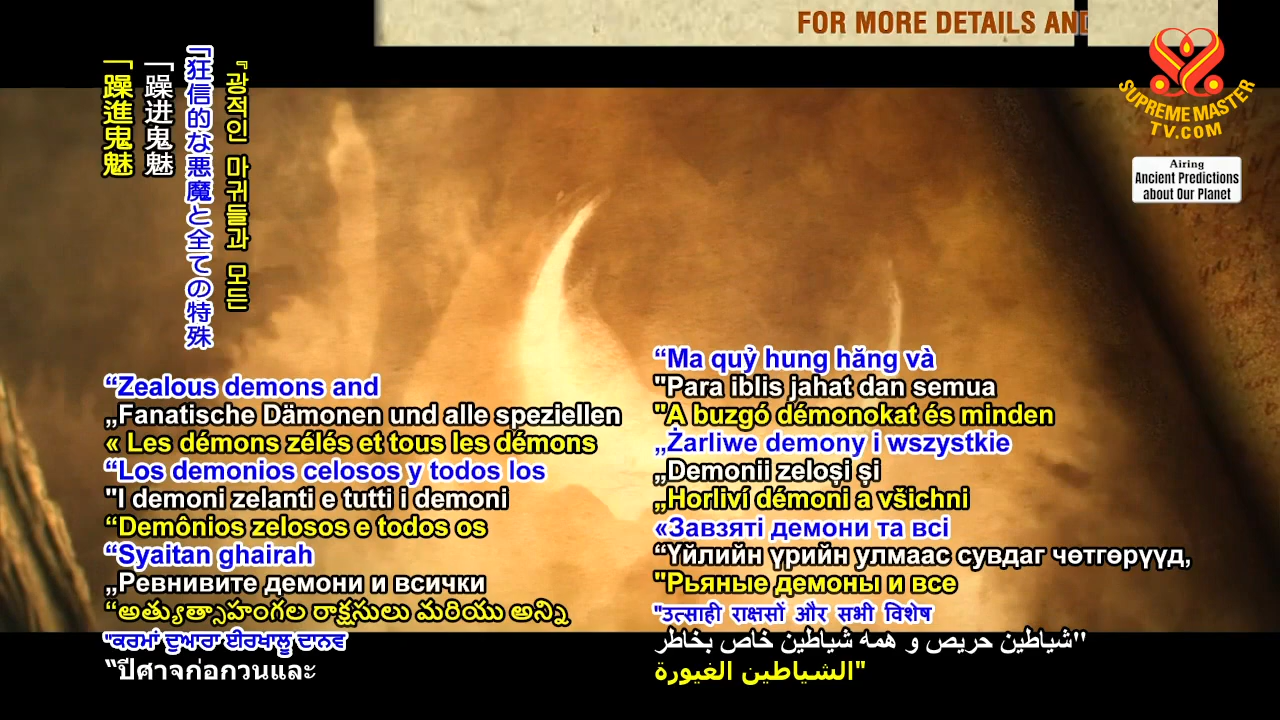 FOR MORE DETAILS AND
SUPREME MASTER
TV.COM
Airing
Ancient Predictions
about Our Planet
『광적인 마귀들과 모든
「狂信的な悪魔と全ての特殊
「躁进鬼魅
「躁進鬼魅
“Zealous demons and
„Fanatische Dämonen und alle speziellen
« Les démons zélés et tous les démons
“Los demonios celosos y todos los
"I demoni zelanti e tutti i demoni
“Demônios zelosos e todos os
“Syaitan ghairah
„Ревнивите демони и всички
“అత్యుత్సాహంగల రాక్షసులు మరియు అన్ని
"ਕਰਮਾਂ ਦੁਆਰਾ ਈਰਖਾਲੂ ਦਾਨਵ
“ปีศาจก่อกวนและ
“Ma quỷ hung hăng và
"Para iblis jahat dan semua
"A buzgó démonokat és minden
„Żarliwe demony i wszystkie
„Demonii zeloși și
„Horliví démoni a všichni
«Завзяті демони та всі
“Үйлийн үрийн улмаас сувдаг чөтгөрүүд,
"Рьяные демоны и все
"उत्साही राक्षसों और सभी विशेष
"شیاطین حریص و همه شیاطین خاص بخاطر
"الشياطين الغيورة